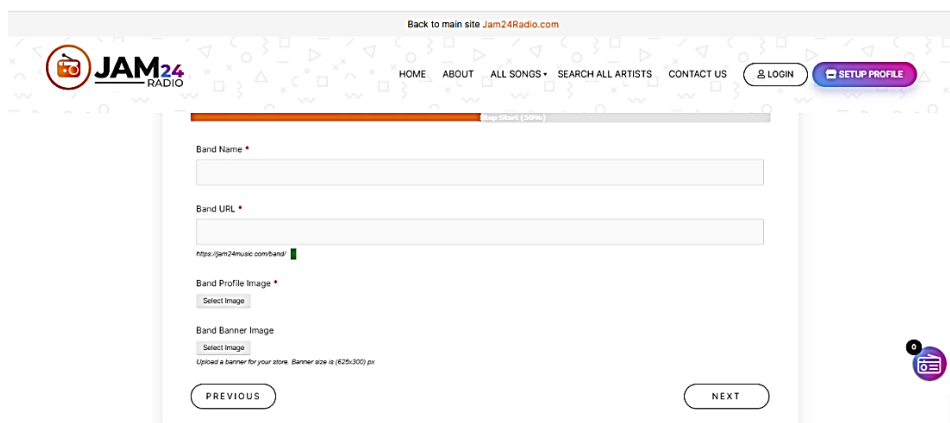 Back to main site Jam24Radio.com
JAM24
RADIO
HOME ABOUT ALL SONGS SEARCH ALL ARTISTS CONTACT US LOGIN SETUP PROFILE
Step Start (50%)
Band Name *
Band URL *
https://jam24music.com/band/
Band Profile Image *
Select Image
Band Banner Image
Select Image
Upload a banner for your store. Banner size is (625x300) px
0
PREVIOUS NEXT